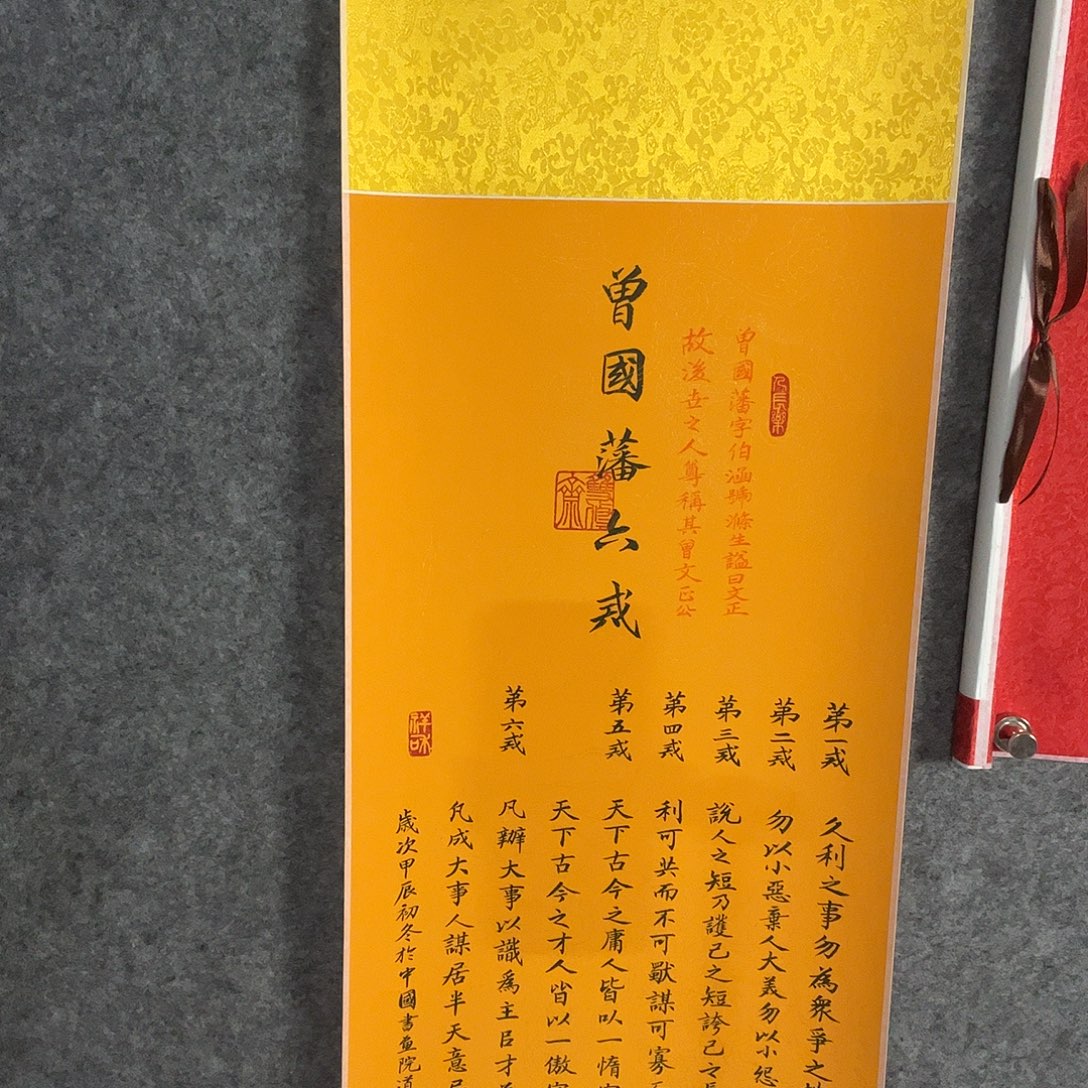 曾國藩六戒
曾國藩字伯涵號滌生謚曰文正
故後世之人尊稱其曾文正公
第一戒
久利之事勿為衆爭之
第二戒
勿以小惡棄人大美勿以小怨
第三戒
說人之短乃護己之短誇己之長
第四戒
利可共而不可獨謀可寡
第五戒
天下古今之庸人皆以一惰
天下古今之才人皆以一傲
第六戒
凡辦大事以識為主
凡成大事人謀居半天意
歲次甲辰初冬於中國書畫院
祥和